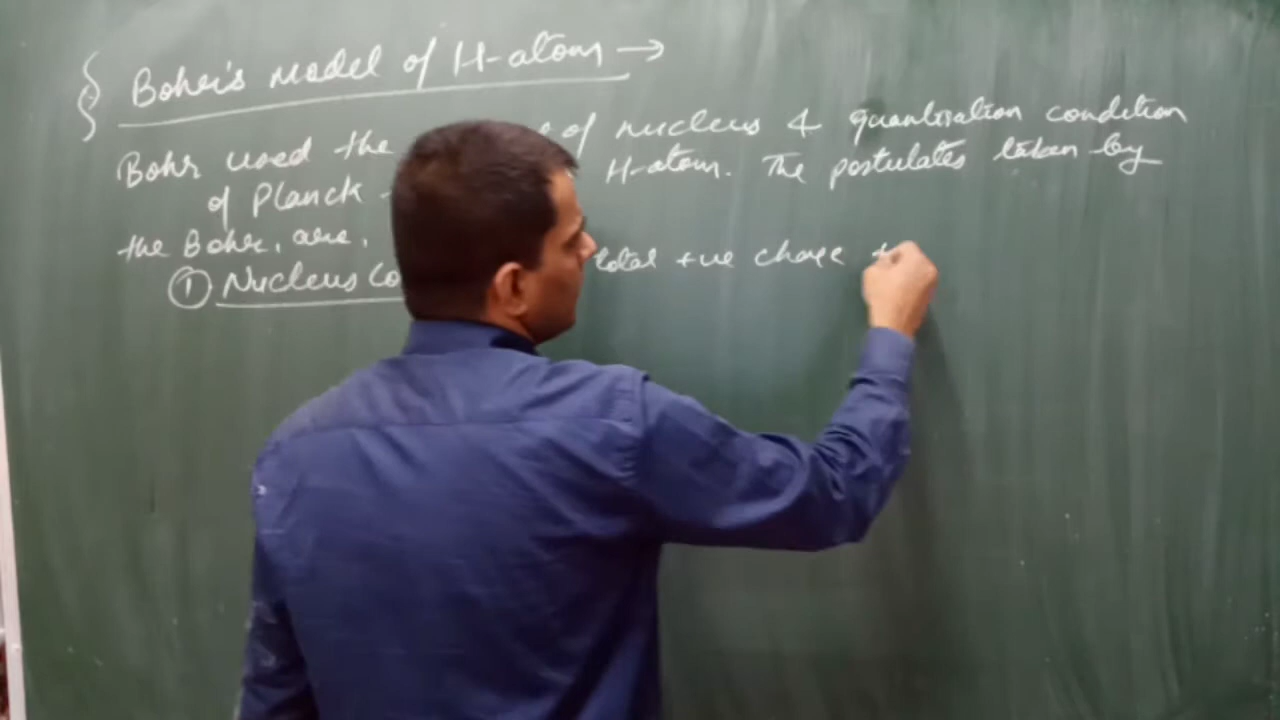 Bohr's Model of H-atom →
Bohr used the of nucleus & quantisation condition
of Planck H-atom. The postulates taken by
the Bohr, are,
① Nucleus total +ve charge